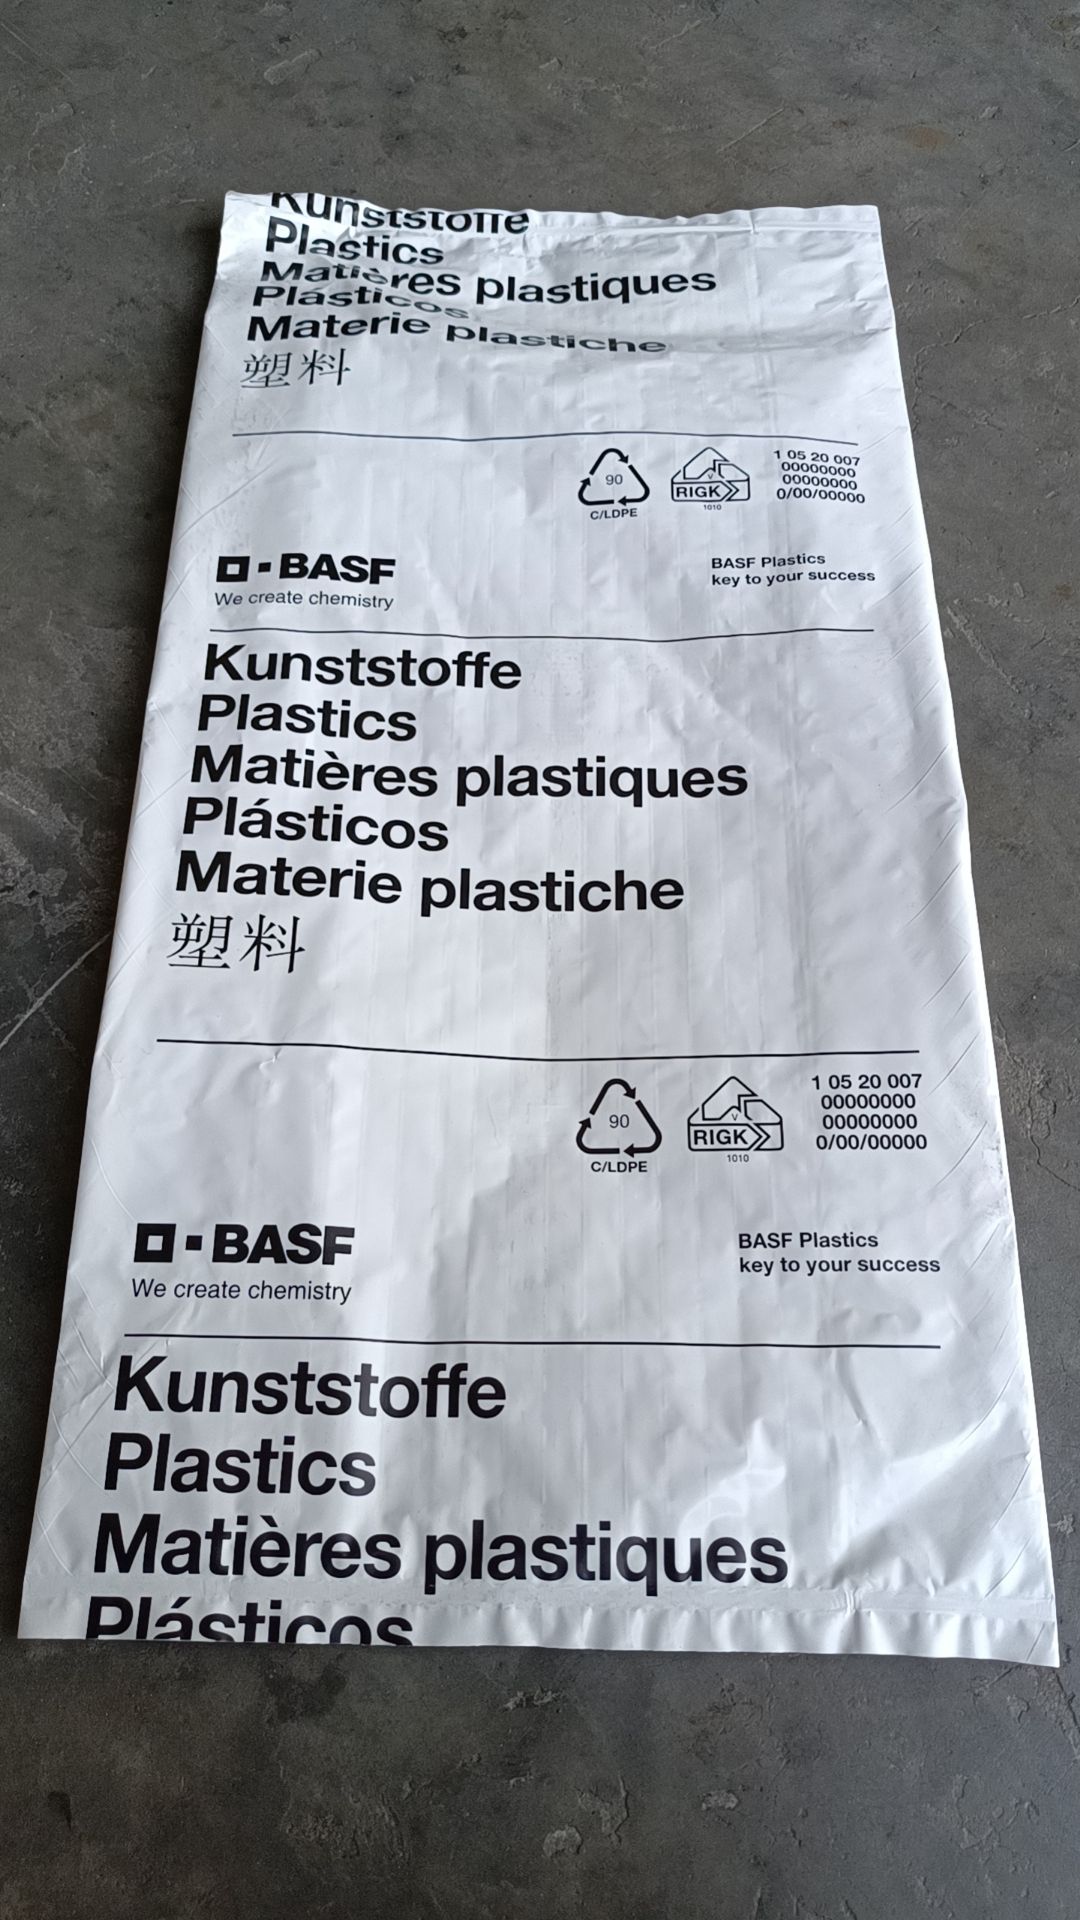 Kunststoffe
Plastics
Matières plastiques
Plásticos
Materie plastiche
塑料
90
C/LDPE
V
RIGK
1010
1 05 20 007
00000000
00000000
0/00/00000
BASF
We create chemistry
BASF Plastics
key to your success
Kunststoffe
Plastics
Matières plastiques
Plásticos
Materie plastiche
塑料
90
C/LDPE
V
RIGK
1010
1 05 20 007
00000000
00000000
0/00/00000
BASF
We create chemistry
BASF Plastics
key to your success
Kunststoffe
Plastics
Matières plastiques
Plásticos